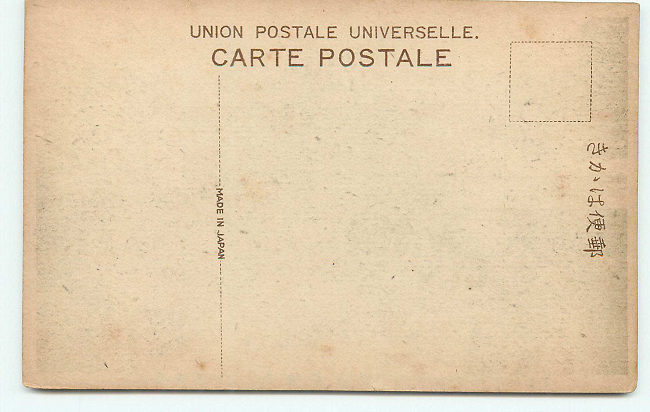 UNION POSTALE UNIVERSELLE.
CARTE POSTALE
MADE IN JAPAN
郵便はがき